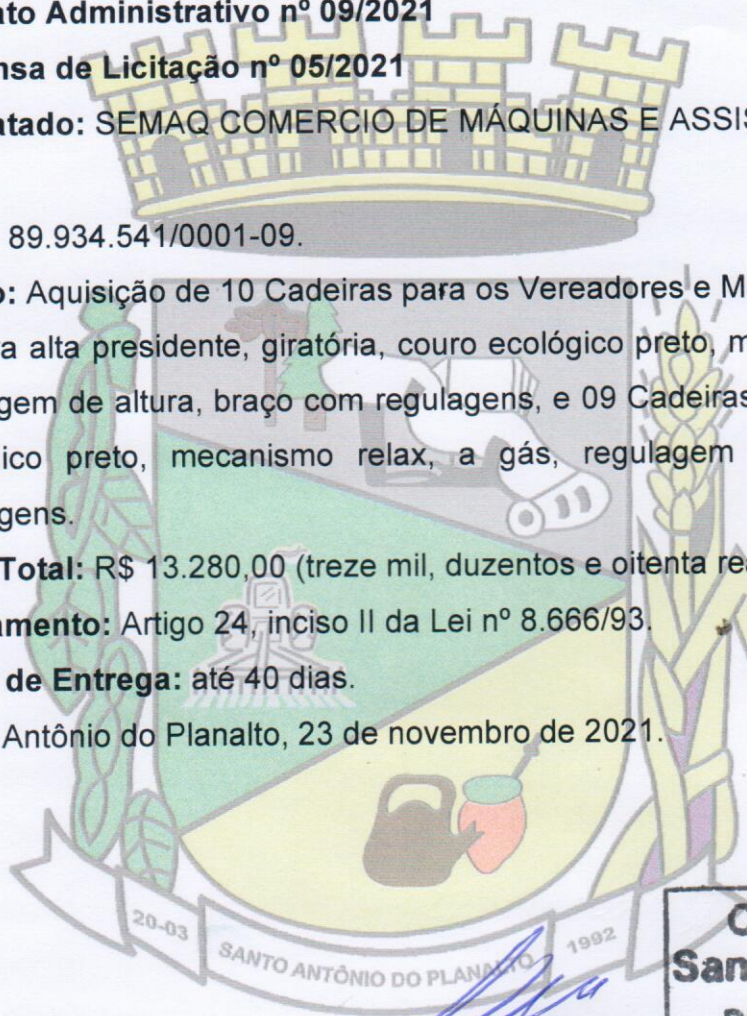 ato Administrativo nº 09/2021
nsa de Licitação nº 05/2021
atado: SEMAQ COMERCIO DE MÁQUINAS E ASSIS
89.934.541/0001-09.
o: Aquisição de 10 Cadeiras para os Vereadores e M
ra alta presidente, giratória, couro ecológico preto, m
gem de altura, braço com regulagens, e 09 Cadeiras
ico preto, mecanismo relax, a gás, regulagem
gens.
Total: R$ 13.280,00 (treze mil, duzentos e oitenta rea
amento: Artigo 24, inciso II da Lei nº 8.666/93.
de Entrega: até 40 dias.
Antônio do Planalto, 23 de novembro de 2021.
20-03 SANTO ANTÔNIO DO PLANALTO 1992
San